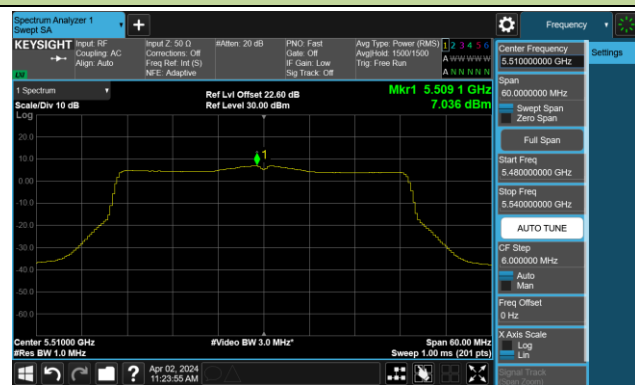 Spectrum Analyzer 1
Swept SA
Frequency
KEYSIGHT
Input: RF
Coupling: AC
Align: Auto
Input Z: 50 Ω
Corrections: Off
Freq Ref: Int (S)
NFE: Adaptive
#Atten: 20 dB
PNO: Fast
Gate: Off
IF Gain: Low
Sig Track: Off
Avg Type: Power (RMS)
Avg|Hold: 1500/1500
Trig: Free Run
1 2 3 4 5 6
A W W W W W
A N N N N N
LV
1 Spectrum
Scale/Div 10 dB
Log
Ref Lvl Offset 22.60 dB
Ref Level 30.00 dBm
Mkr1 5.509 1 GHz
7.036 dBm
20.0
10.0
0.00
-10.0
-20.0
-30.0
-40.0
-50.0
-60.0
1
Center 5.51000 GHz
#Res BW 1.0 MHz
#Video BW 3.0 MHz*
Span 60.00 MHz
Sweep 1.00 ms (201 pts)
Center Frequency
5.510000000 GHz
Settings
Span
60.0000000 MHz
Swept Span
Zero Span
Full Span
Start Freq
5.480000000 GHz
Stop Freq
5.540000000 GHz
AUTO TUNE
CF Step
6.000000 MHz
Auto
Man
Freq Offset
0 Hz
X Axis Scale
Log
Lin
Signal Track
(Span Zoom)
Apr 02, 2024
11:23:55 AM